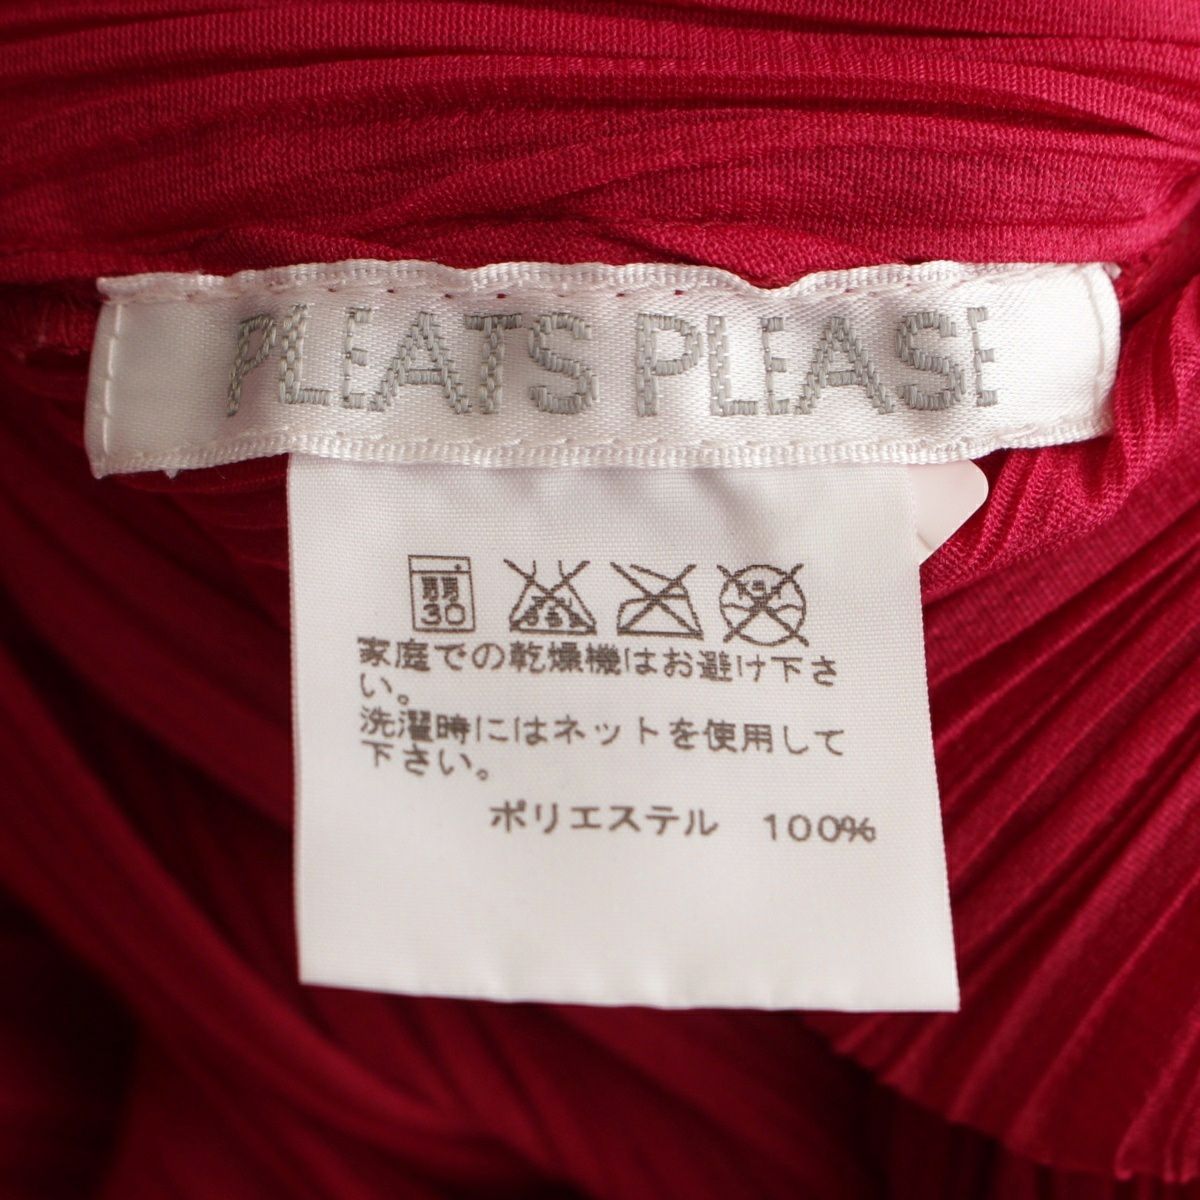 PLEATS PLEASE
弱
30
家庭での乾燥機はお避け下さ
い。
洗濯時にはネットを使用して
下さい。
ポリエステル 100%